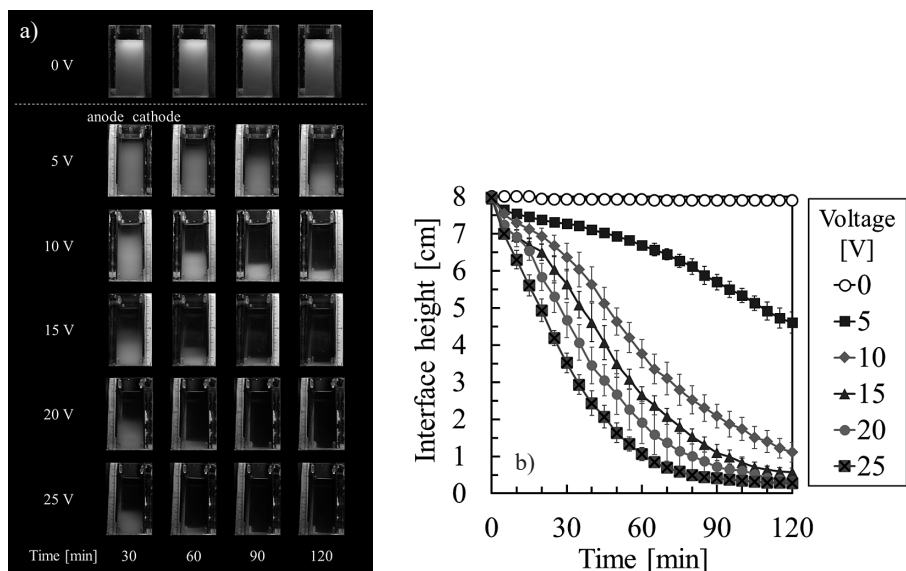 a)
0 V
anode cathode
5 V
10 V
15 V
20 V
25 V
Time [min] 30 60 90 120
Interface height [cm]
8
7
6
5
4
3
2
1
0
b)
0 30 60 90 120
Time [min]
Voltage
[V]
0
5
10
15
20
25